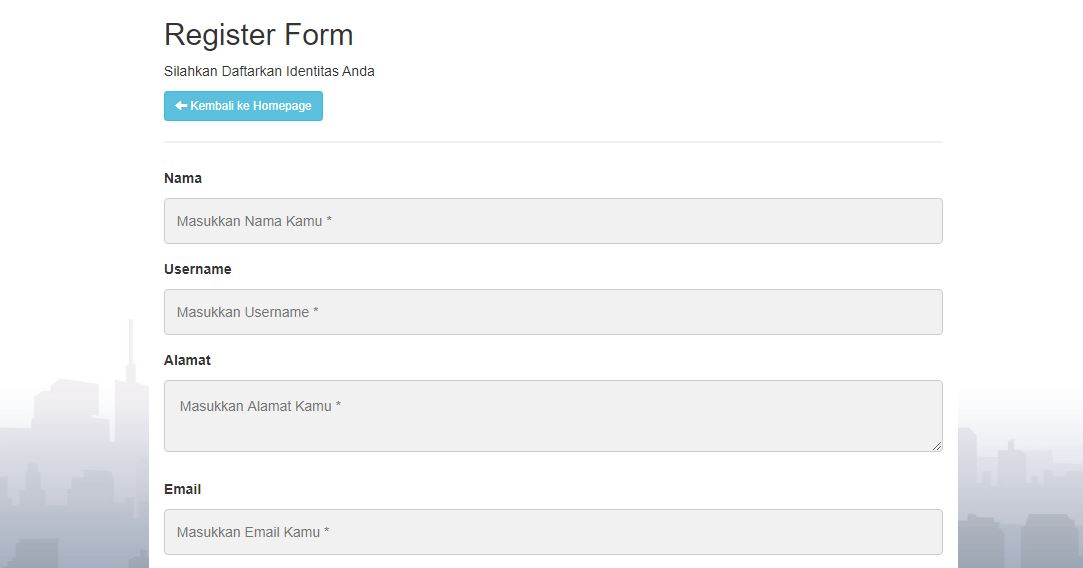 Register Form
Silahkan Daftarkan Identitas Anda
Kembali ke Homepage
Nama
Masukkan Nama Kamu *
Username
Masukkan Username *
Alamat
Masukkan Alamat Kamu *
Email
Masukkan Email Kamu *